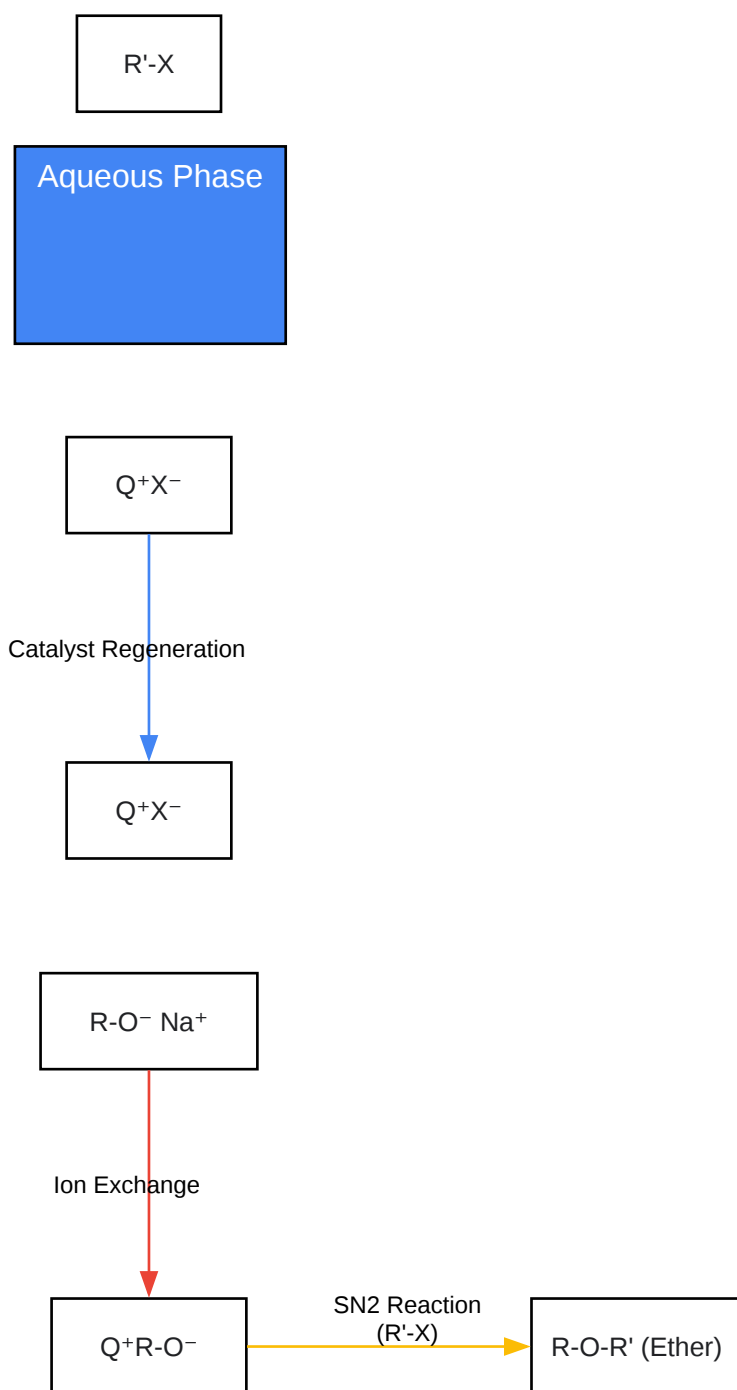 R'-X
Aqueous Phase
Q⁺X⁻
Catalyst Regeneration
Q⁺X⁻
R-O⁻ Na⁺
Ion Exchange
SN2 Reaction
(R'-X)
Q⁺R-O⁻
R-O-R' (Ether)